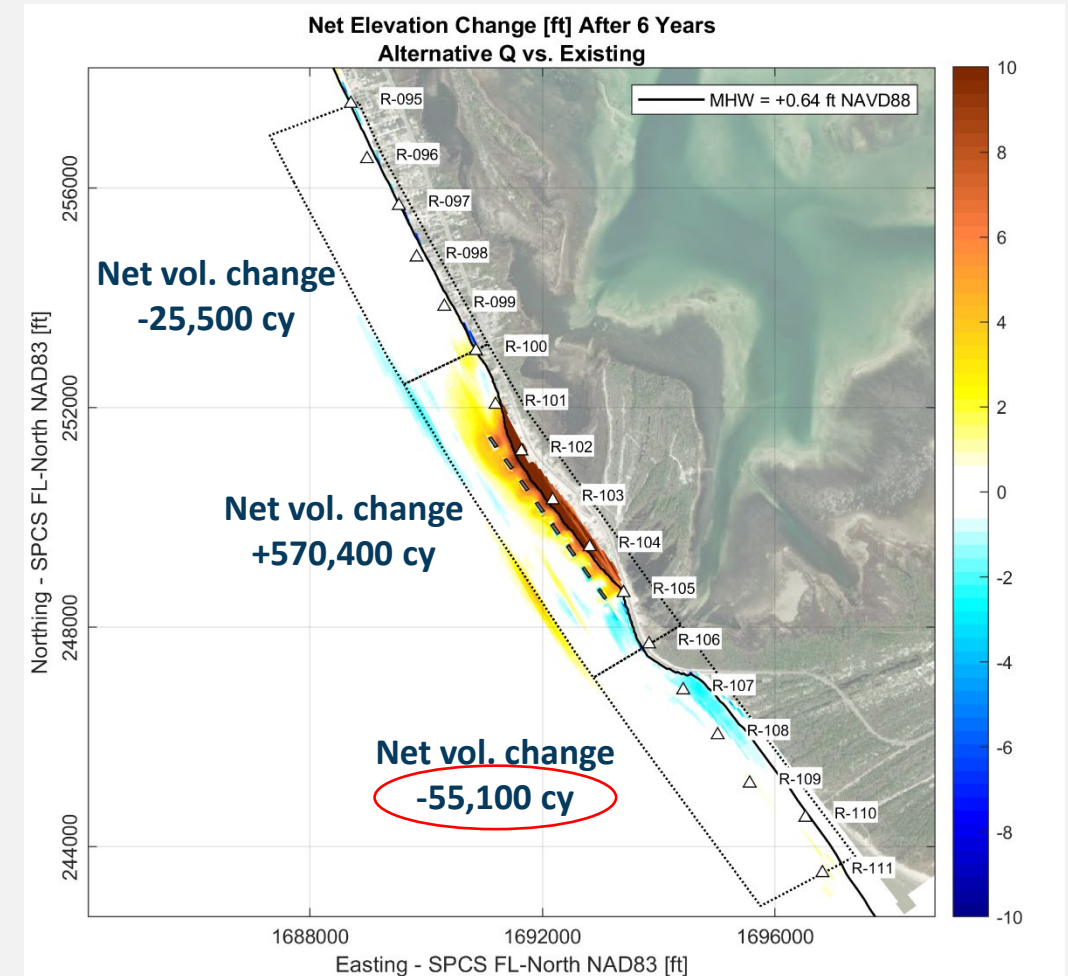 Net Elevation Change [ft] After 6 Years
Alternative Q vs. Existing
MHW = +0.64 ft NAVD88
R-095
R-096
R-097
R-098
R-099
R-100
R-101
R-102
R-103
R-104
R-105
R-106
R-107
R-108
R-109
R-110
R-111
Net vol. change
-25,500 cy
Net vol. change
+570,400 cy
Net vol. change
-55,100 cy
Northing - SPCS FL-North NAD83 [ft]
256000
252000
248000
244000
1688000
1692000
1696000
Easting - SPCS FL-North NAD83 [ft]
10
8
6
4
2
0
-2
-4
-6
-8
-10